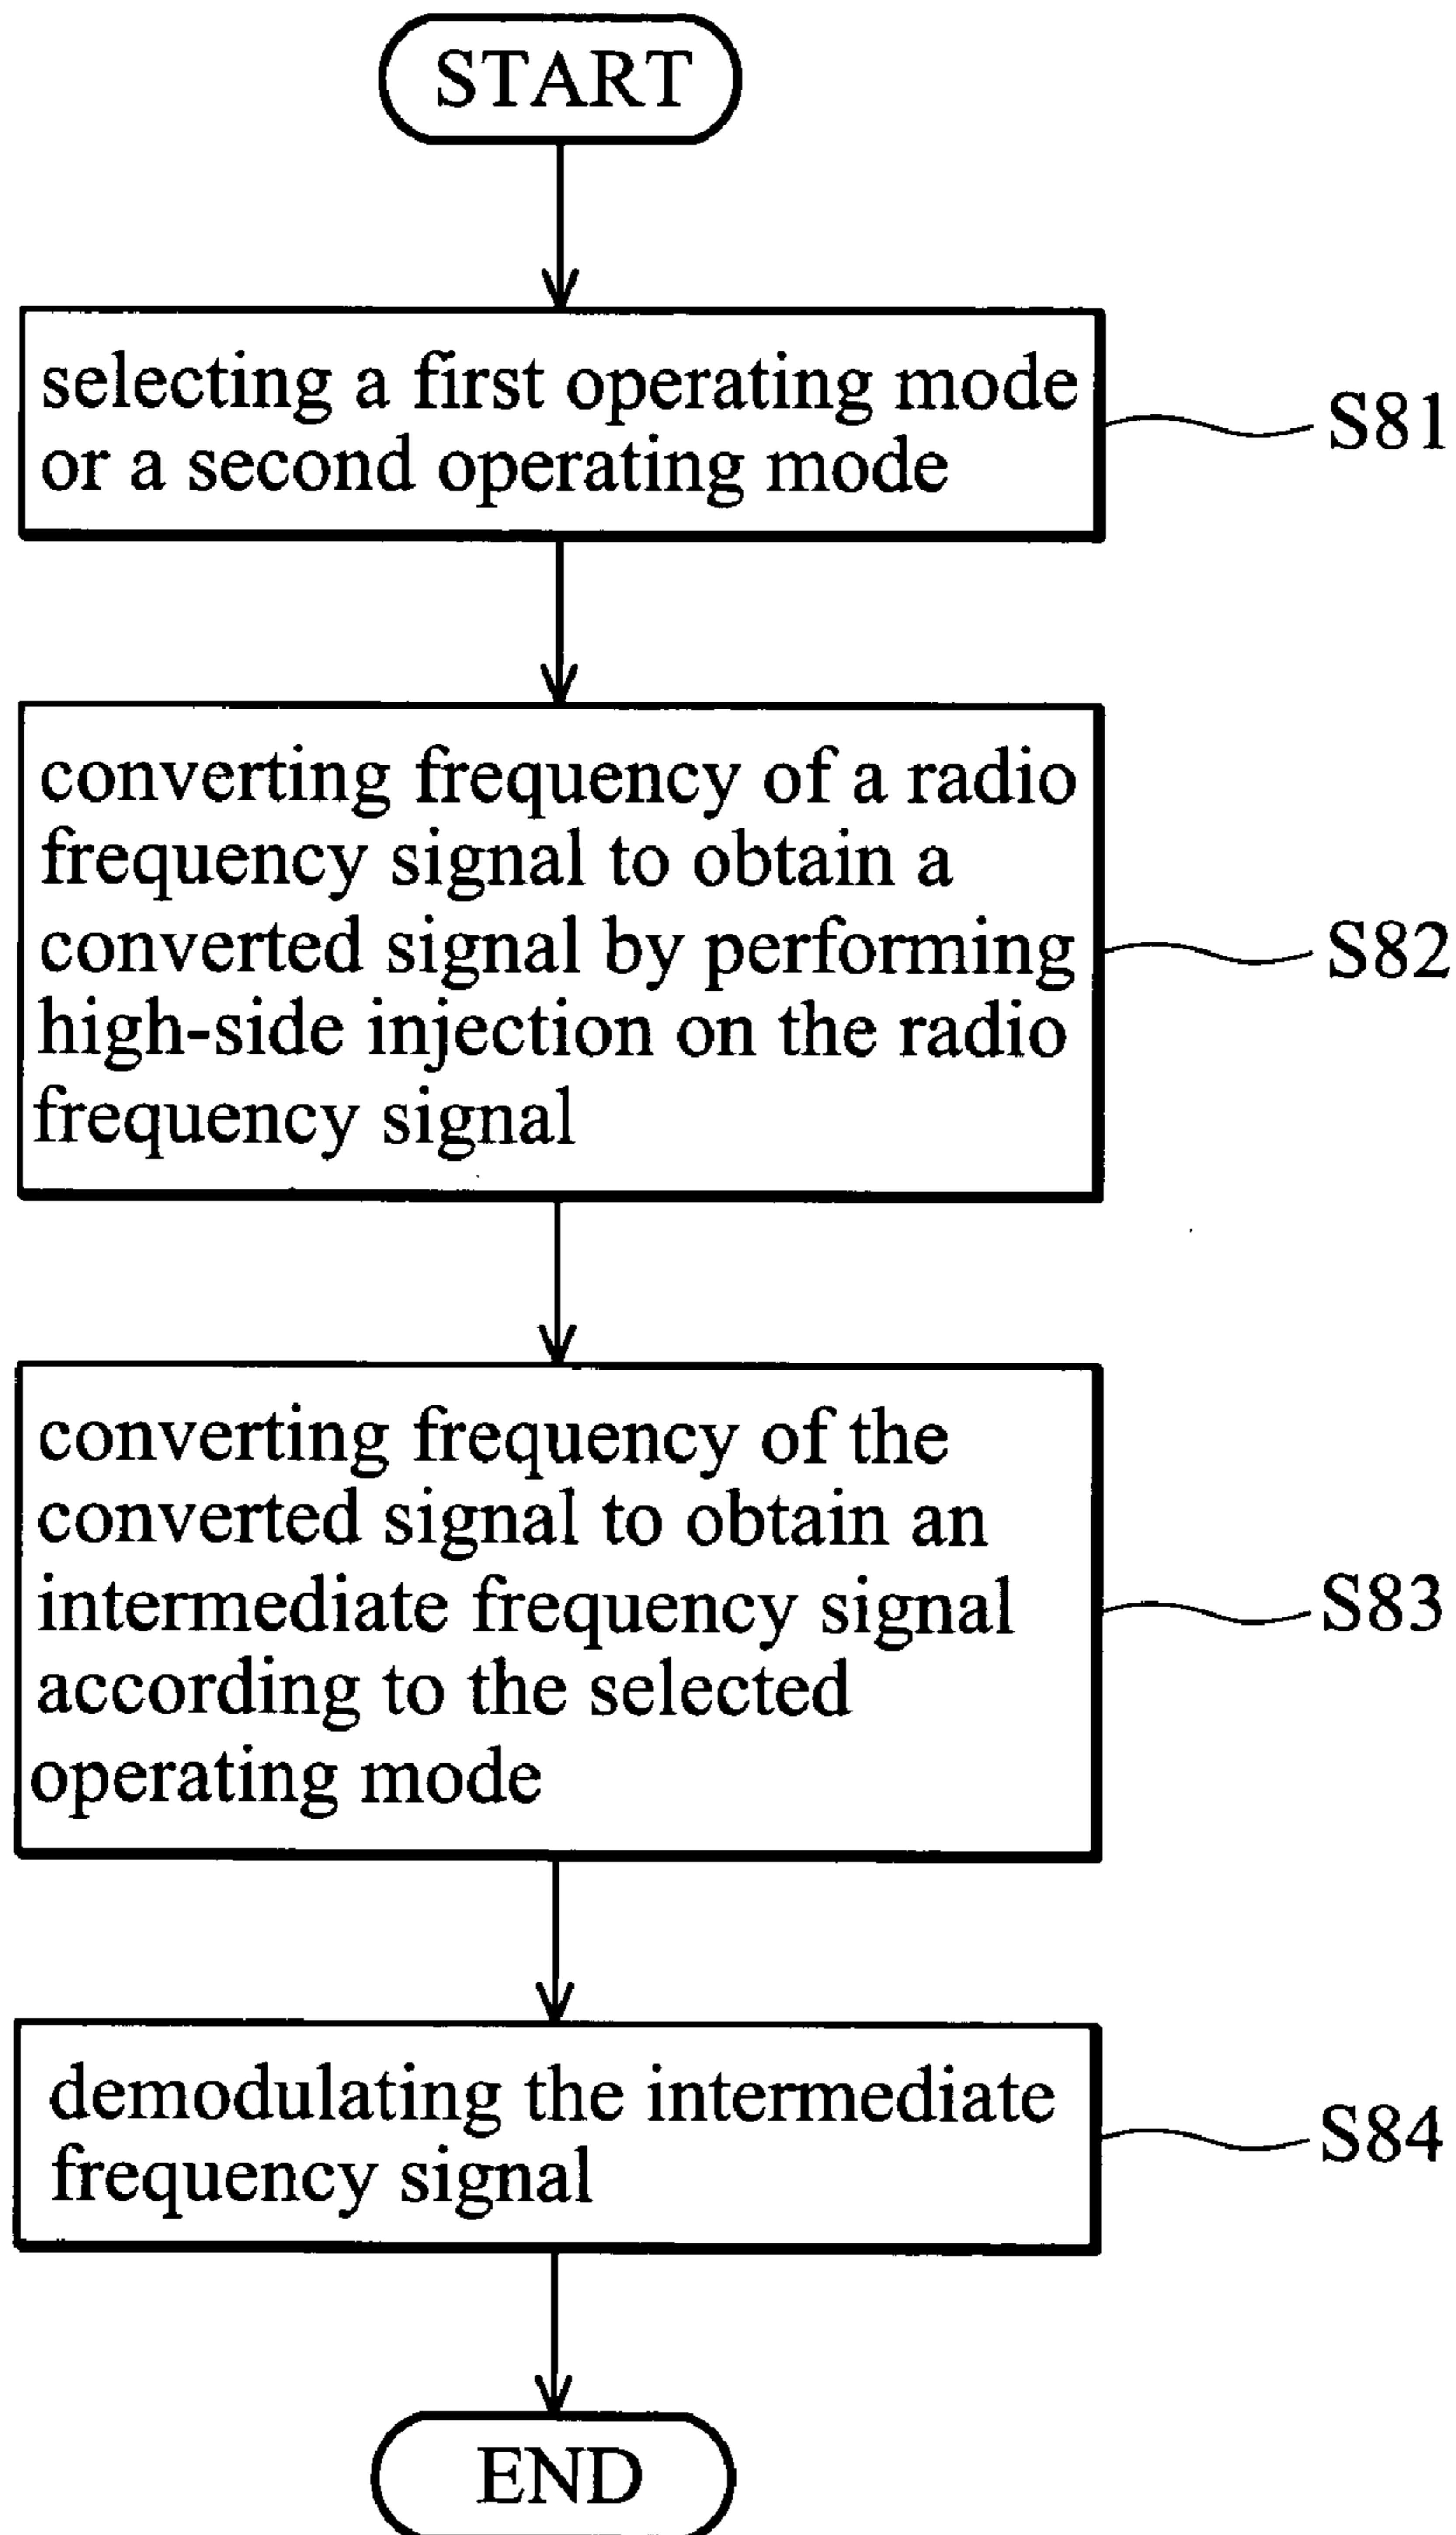 START
selecting a first operating mode
or a second operating mode
S81
converting frequency of a radio
frequency signal to obtain a
converted signal by performing
high-side injection on the radio
frequency signal
S82
converting frequency of the
converted signal to obtain an
intermediate frequency signal
according to the selected
operating mode
S83
demodulating the intermediate
frequency signal
S84
END